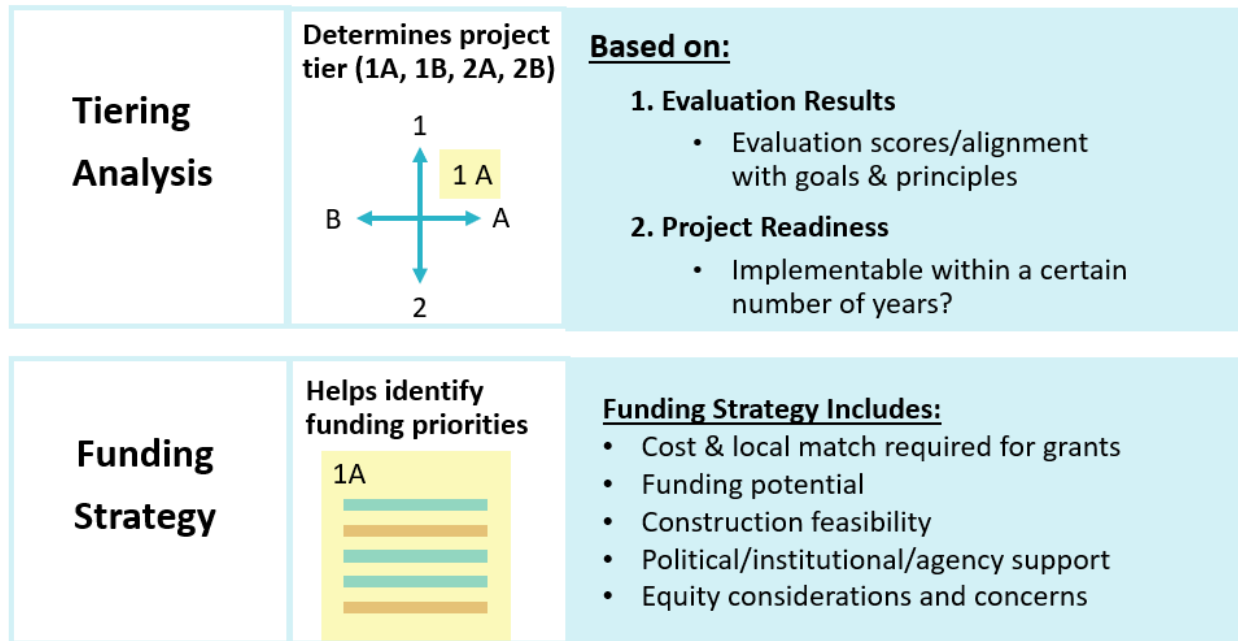 Tiering
Analysis
Determines project
tier (1A, 1B, 2A, 2B)
1
1 A
B
A
2
Based on:
1. Evaluation Results
• Evaluation scores/alignment
with goals & principles
2. Project Readiness
• Implementable within a certain
number of years?
Funding
Strategy
Helps identify
funding priorities
1A
Funding Strategy Includes:
• Cost & local match required for grants
• Funding potential
• Construction feasibility
• Political/institutional/agency support
• Equity considerations and concerns